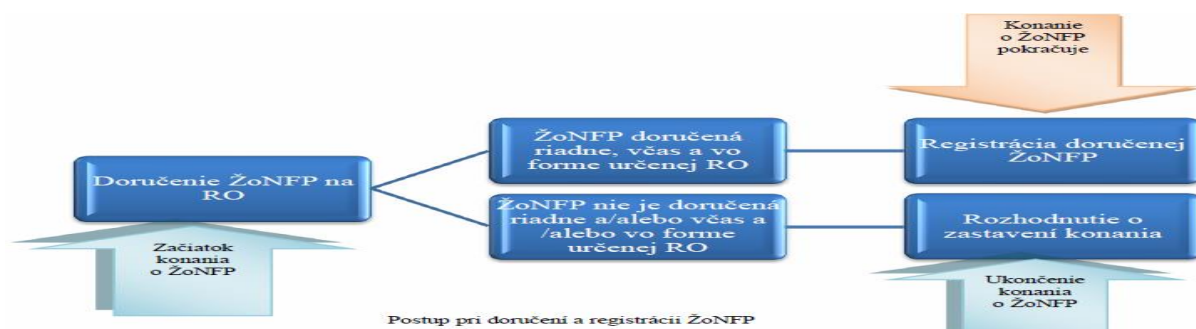 Konanie
o ŽoNFP
pokračuje
ŽoNFP doručená
riadne, včas a vo
forme určenej RO
Registrácia doručenej
ŽoNFP
Doručenie ŽoNFP na
RO
ŽoNFP nie je doručená
riadne a/alebo včas a
/alebo vo forme
určenej RO
Rozhodnutie o
zastavení konania
Začiatok
konania
o ŽoNFP
Ukončenie
konania
o ŽoNFP
Postup pri doručení a registrácií ŽoNFP